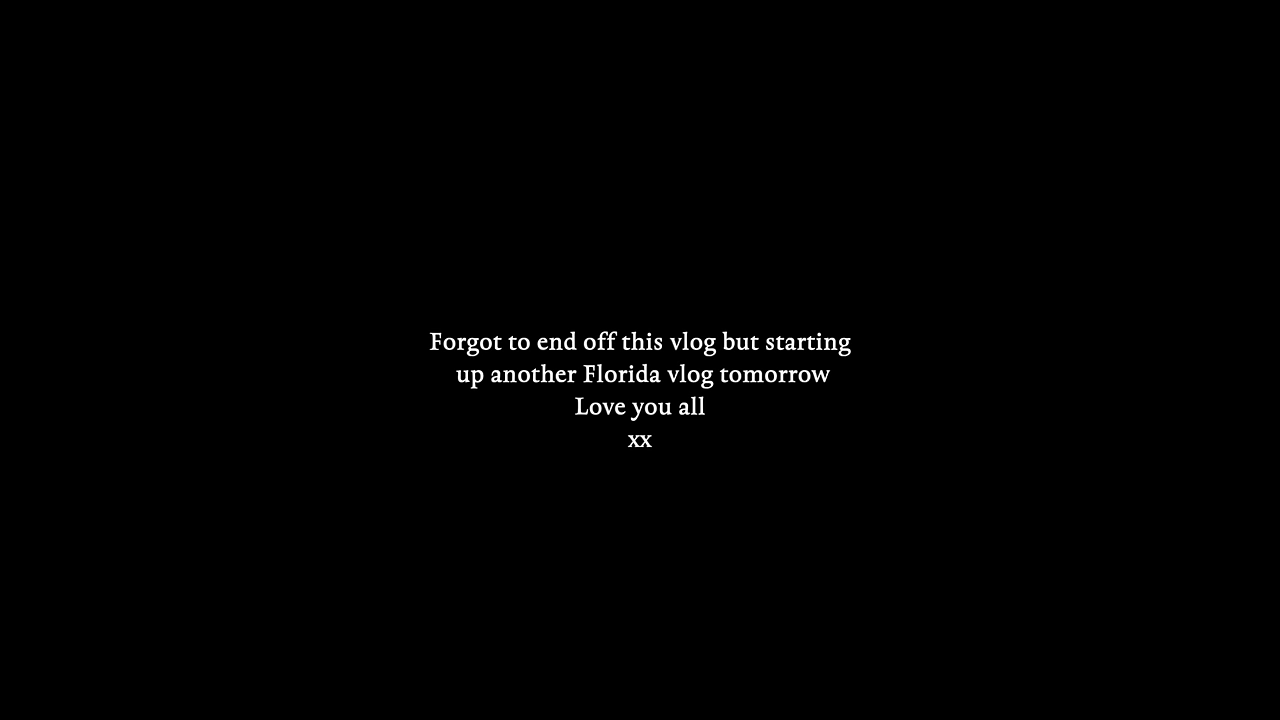 Forgot to end off this vlog but starting
up another Florida vlog tomorrow
Love you all
xx